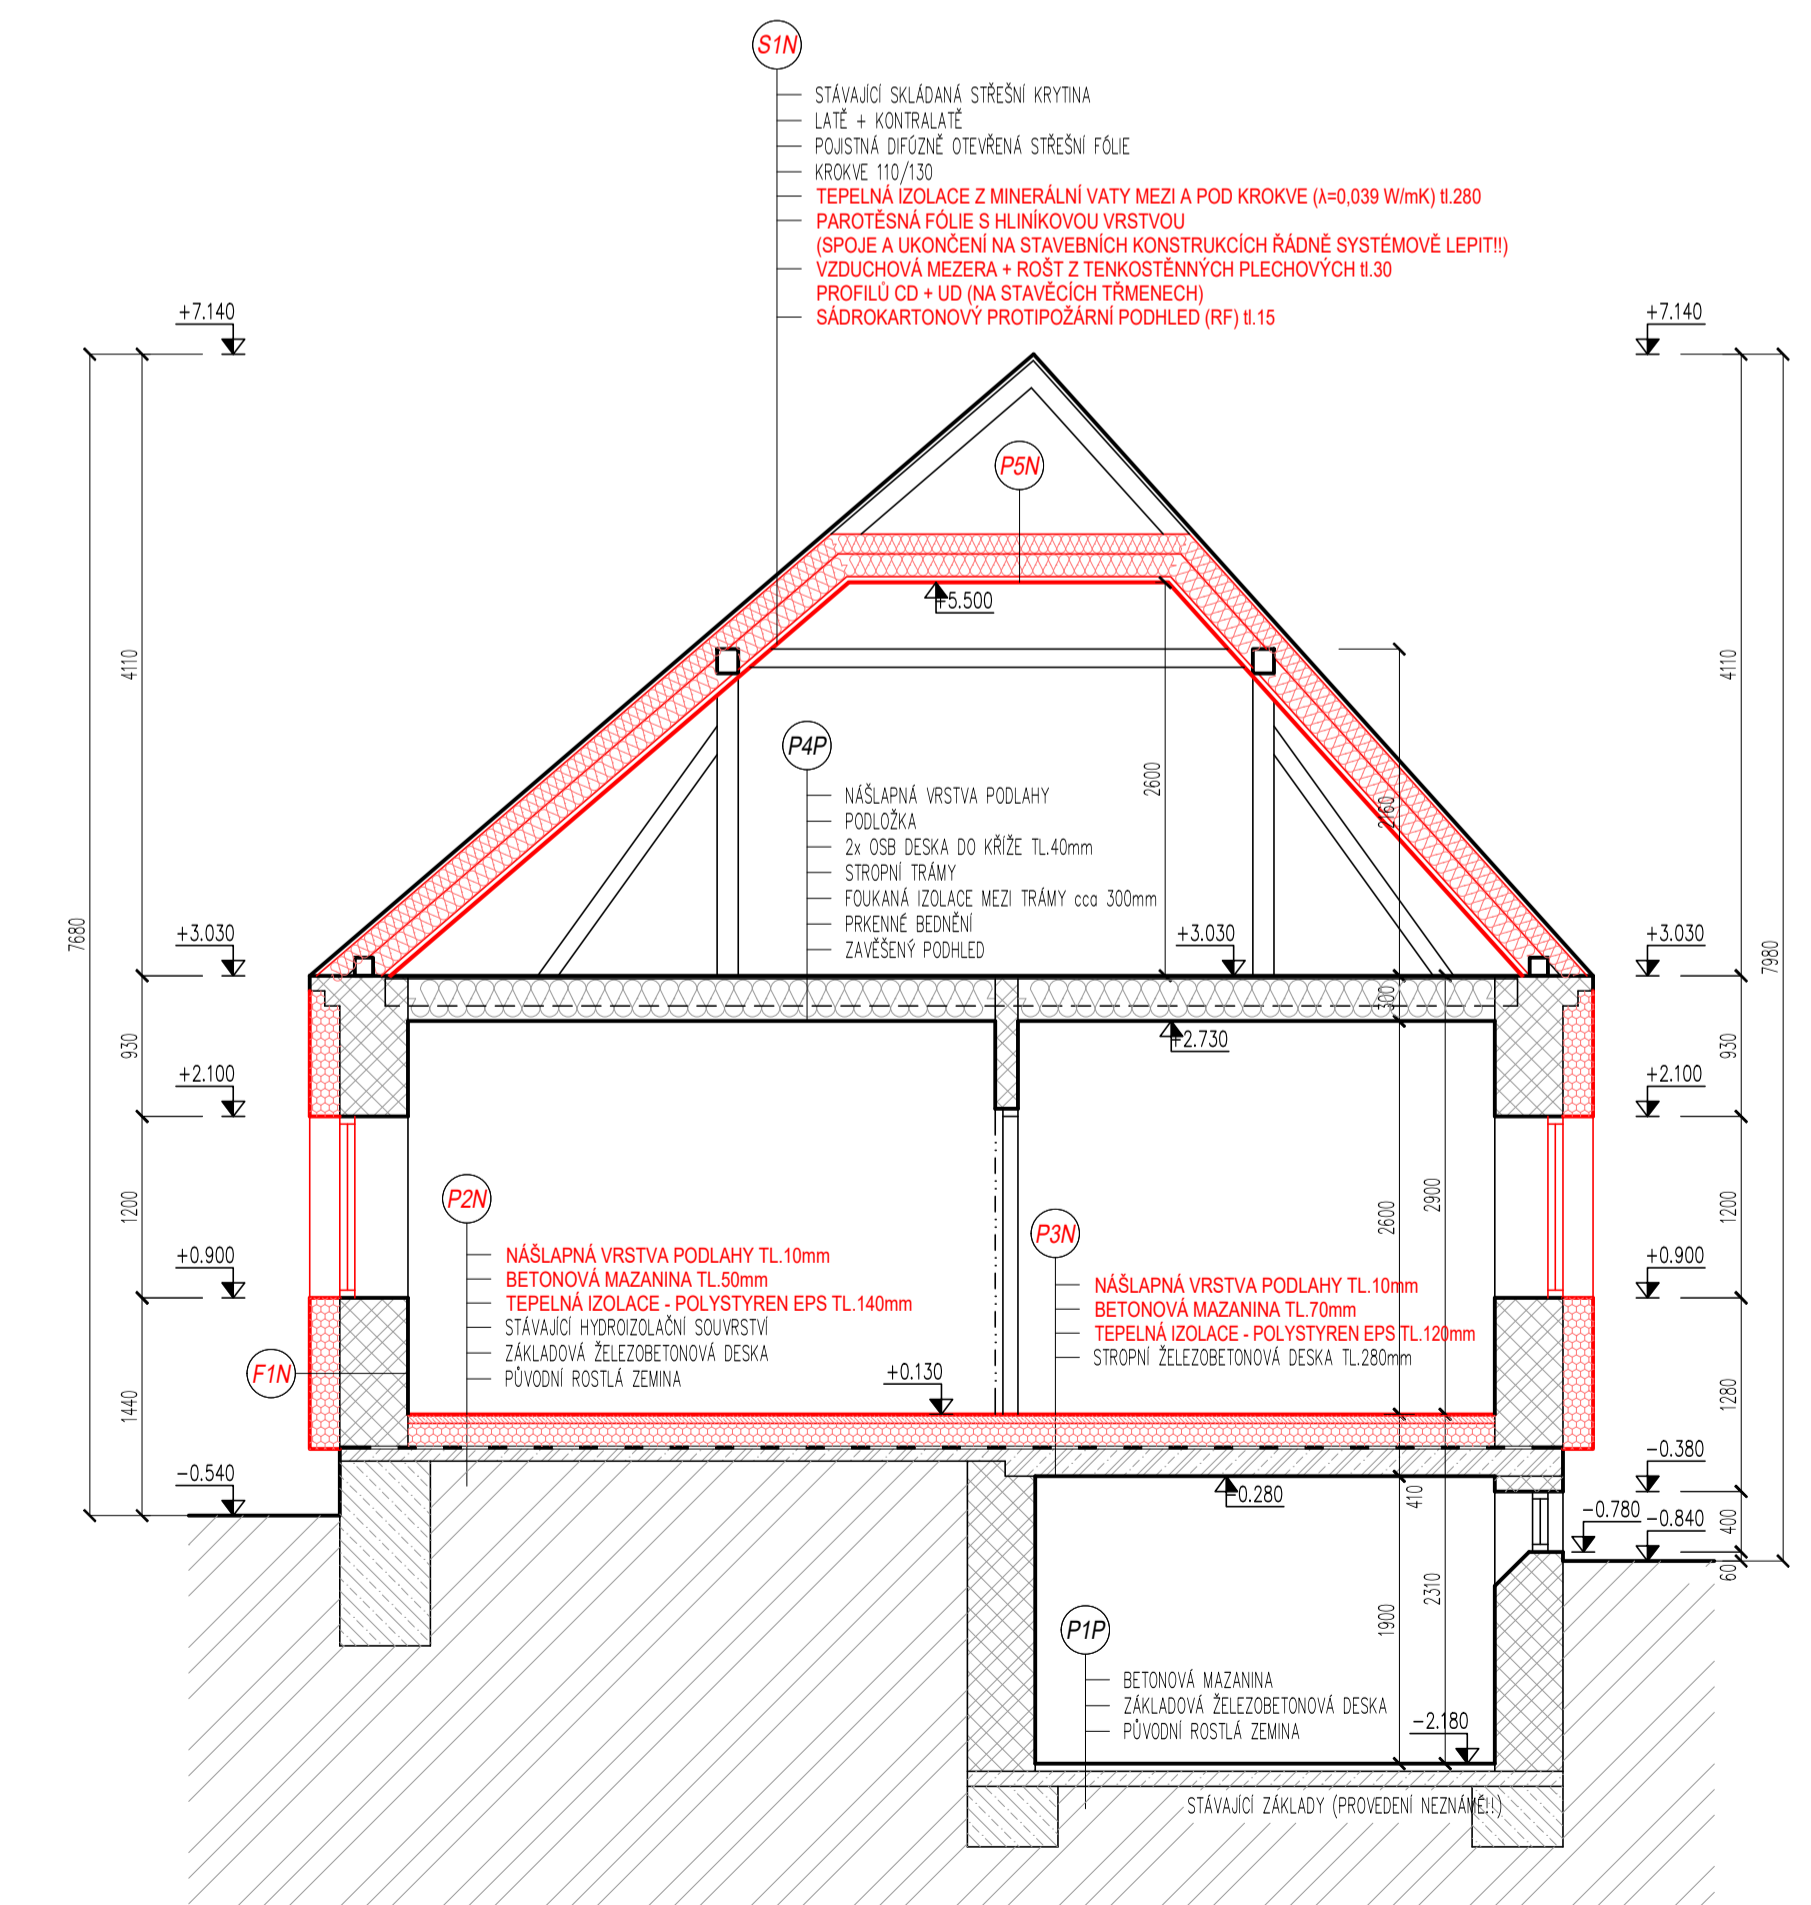 S1N
STÁVAJÍCÍ SKLÁDANÁ STŘEŠNÍ KRYTINA
LATĚ + KONTRALATĚ
POJISTNÁ DIFÚZNĚ OTEVŘENÁ STŘEŠNÍ FÓLIE
KROKVE 110/130
TEPELNÁ IZOLACE Z MINERÁLNÍ VATY MEZI A POD KROKVE (λ=0,039 W/mK) tl.280
PAROTĚSNÁ FÓLIE S HLINÍKOVOU VRSTVOU
(SPOJE A UKONČENÍ NA STAVEBNÍCH KONSTRUKCÍCH ŘÁDNĚ SYSTÉMOVĚ LEPIT!!)
VZDUCHOVÁ MEZERA + ROŠT Z TENKOSTĚNNÝCH PLECHOVÝCH tl.30
PROFILŮ CD + UD (NA STAVĚCÍCH TŘMENECH)
SÁDROKARTONOVÝ PROTIPOŽÁRNÍ PODHLED (RF) tl.15
+7.140
+7.140
P5N
+5.500
4110
4110
2600
2160
P4P
NÁŠLAPNÁ VRSTVA PODLAHY
PODLOŽKA
2x OSB DESKA DO KŘÍŽE TL.40mm
STROPNÍ TRÁMY
FOUKANÁ IZOLACE MEZI TRÁMY cca 300mm
PRKENNÉ BEDNĚNÍ
ZAVĚŠENÝ PODHLED
7680
7980
+3.030
+3.030
+3.030
300
+2.730
930
930
+2.100
+2.100
1200
1200
2600
2900
P2N
NÁŠLAPNÁ VRSTVA PODLAHY TL.10mm
BETONOVÁ MAZANINA TL.50mm
TEPELNÁ IZOLACE - POLYSTYREN EPS TL.140mm
STÁVAJÍCÍ HYDROIZOLAČNÍ SOUVRSTVÍ
ZÁKLADOVÁ ŽELEZOBETONOVÁ DESKA
PŮVODNÍ ROSTLÁ ZEMINA
P3N
NÁŠLAPNÁ VRSTVA PODLAHY TL.10mm
BETONOVÁ MAZANINA TL.70mm
TEPELNÁ IZOLACE - POLYSTYREN EPS TL.120mm
STROPNÍ ŽELEZOBETONOVÁ DESKA TL.280mm
+0.900
+0.900
F1N
+0.130
1440
1280
-0.540
-0.380
-0.280
410
-0.780
-0.840
400
60
1900
2310
P1P
BETONOVÁ MAZANINA
ZÁKLADOVÁ ŽELEZOBETONOVÁ DESKA
PŮVODNÍ ROSTLÁ ZEMINA
-2.180
STÁVAJÍCÍ ZÁKLADY (PROVEDENÍ NEZNÁMÉ!!)